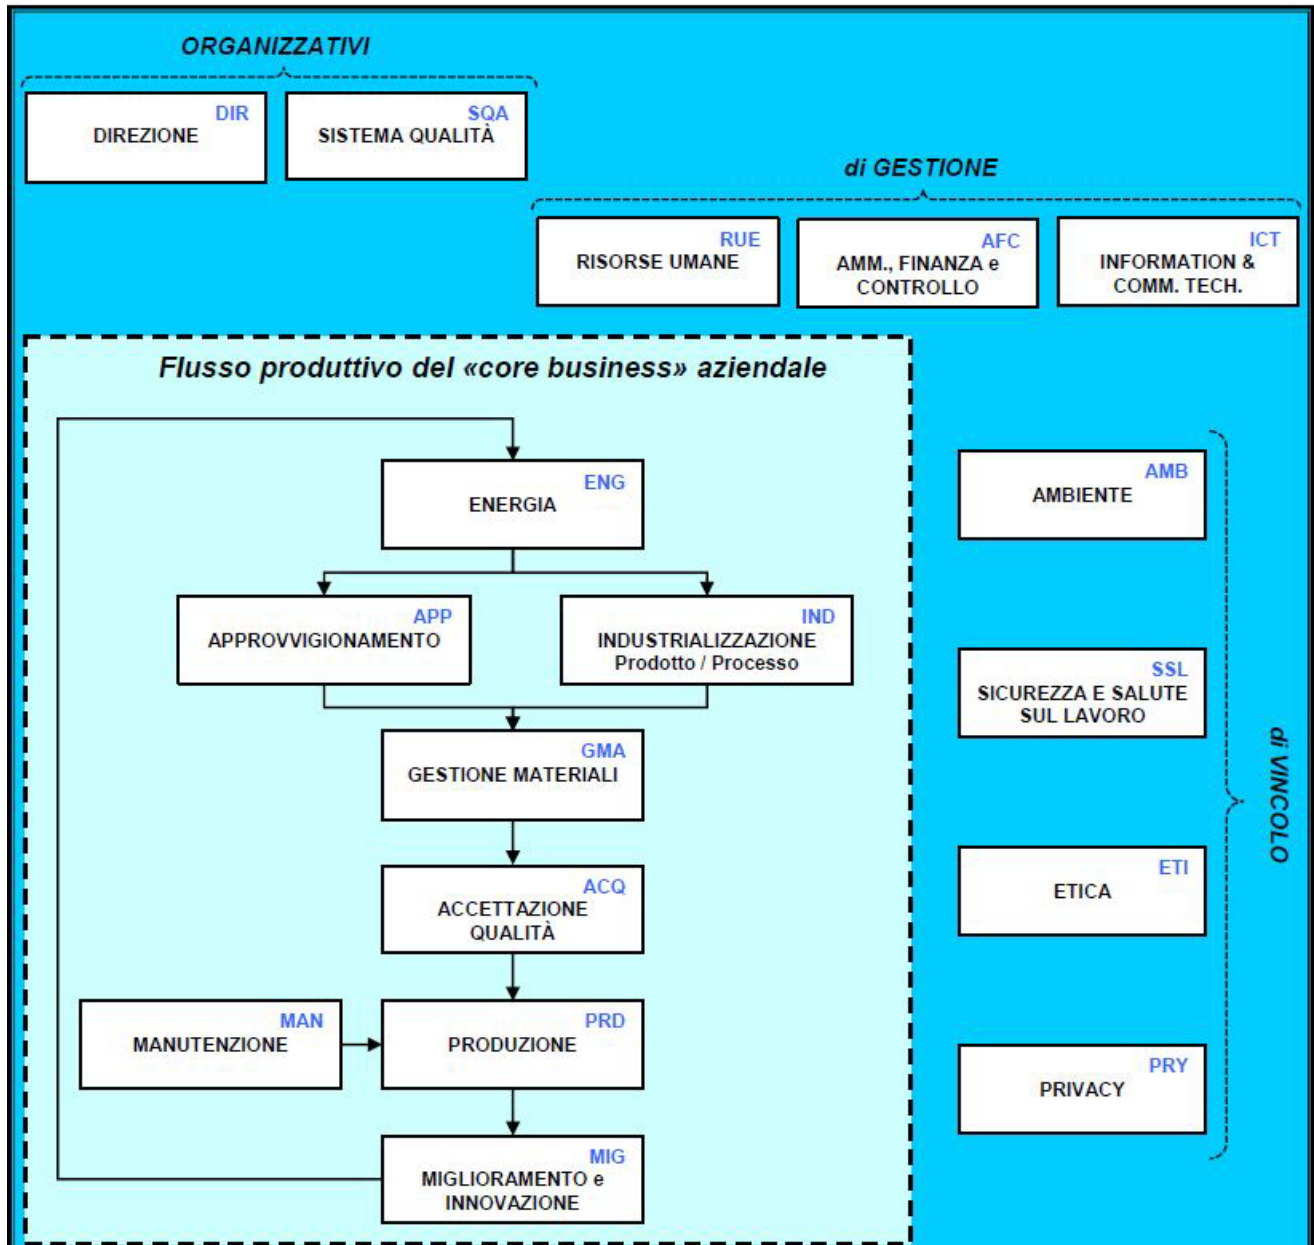 ORGANIZZATIVI
DIR
DIREZIONE
SQA
SISTEMA QUALITÀ
di GESTIONE
RUE
RISORSE UMANE
AFC
AMM., FINANZA e
CONTROLLO
ICT
INFORMATION &
COMM. TECH.
Flusso produttivo del «core business» aziendale
ENG
ENERGIA
APP
APPROVVIGIONAMENTO
IND
INDUSTRIALIZZAZIONE
Prodotto / Processo
GMA
GESTIONE MATERIALI
ACQ
ACCETTAZIONE
QUALITÀ
MAN
MANUTENZIONE
PRD
PRODUZIONE
MIG
MIGLIORAMENTO e
INNOVAZIONE
AMB
AMBIENTE
SSL
SICUREZZA E SALUTE
SUL LAVORO
ETI
ETICA
PRY
PRIVACY
di VINCOLO